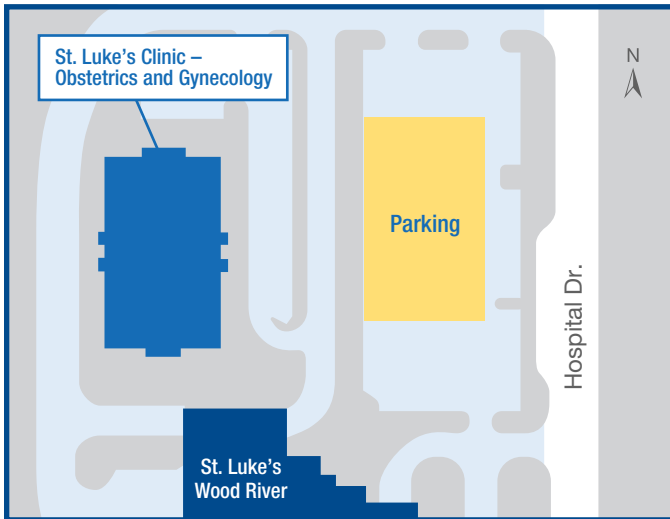 St. Luke's Clinic –
Obstetrics and Gynecology
N
Parking
Hospital Dr.
St. Luke's
Wood River